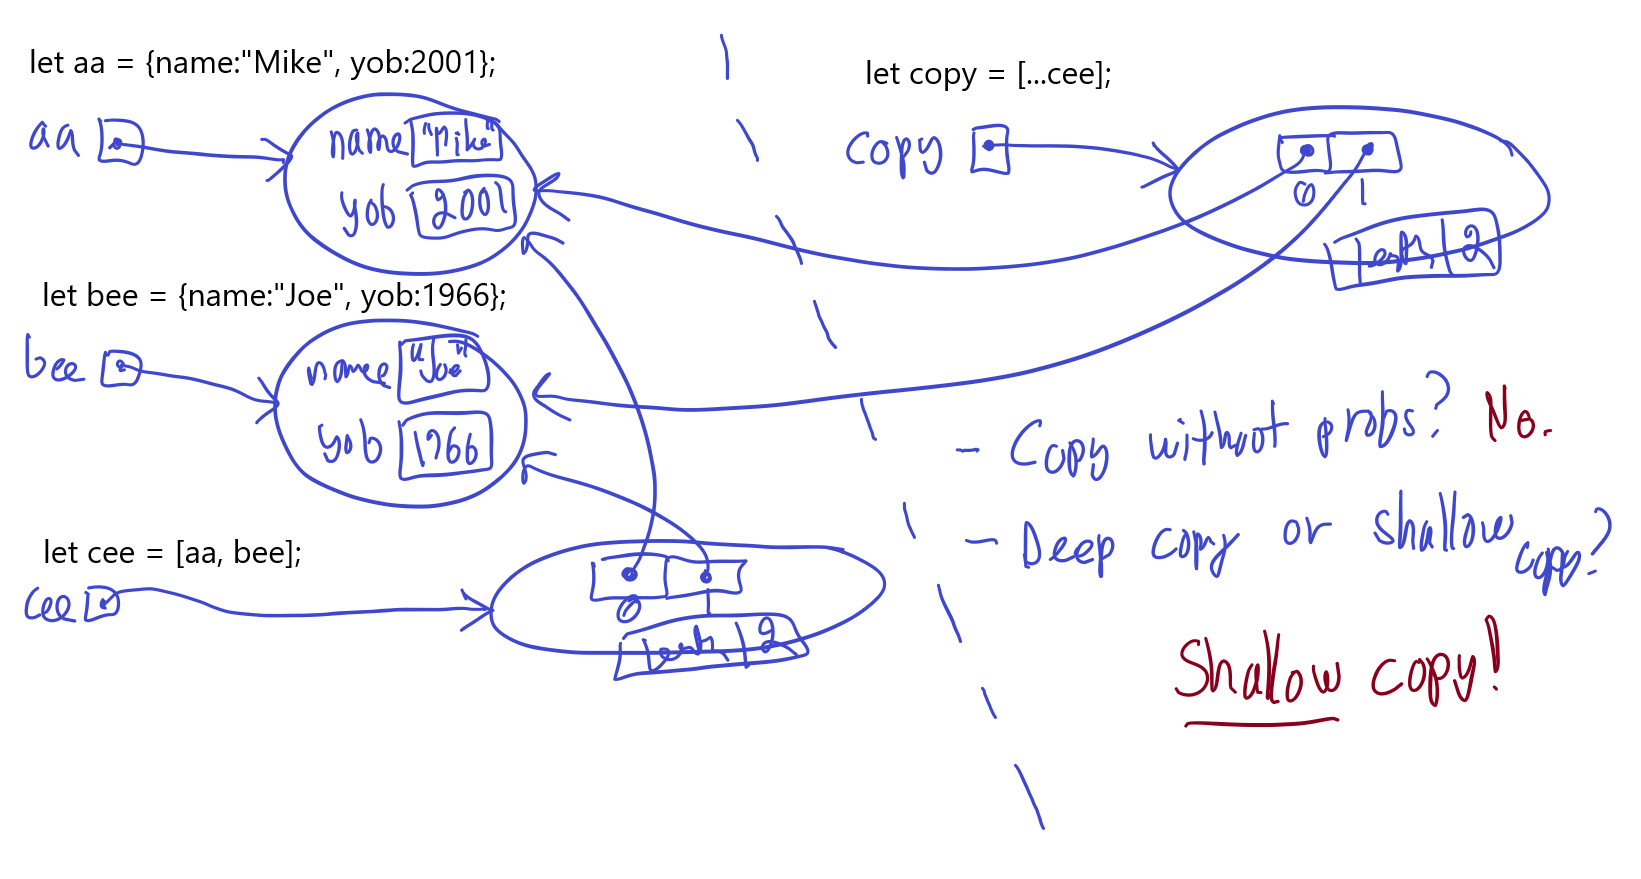 let aa = {name:"Mike", yob:2001};
aa
name "Mike"
yob 2001
let bee = {name:"Joe", yob:1966};
bee
name "Joe"
yob 1966
let cee = [aa, bee];
cee
0 1
2
let copy = [...cee];
copy
0 1
2
- Copy without probs? No.
- Deep copy or shallow copy?
Shallow copy!